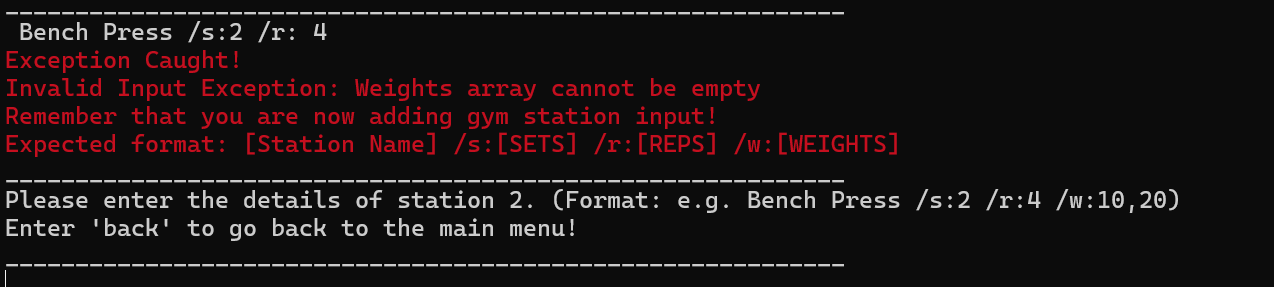 ____________________________________________________________
Bench Press /s:2 /r: 4
Exception Caught!
Invalid Input Exception: Weights array cannot be empty
Remember that you are now adding gym station input!
Expected format: [Station Name] /s:[SETS] /r:[REPS] /w:[WEIGHTS]
____________________________________________________________
Please enter the details of station 2. (Format: e.g. Bench Press /s:2 /r:4 /w:10,20)
Enter 'back' to go back to the main menu!
____________________________________________________________